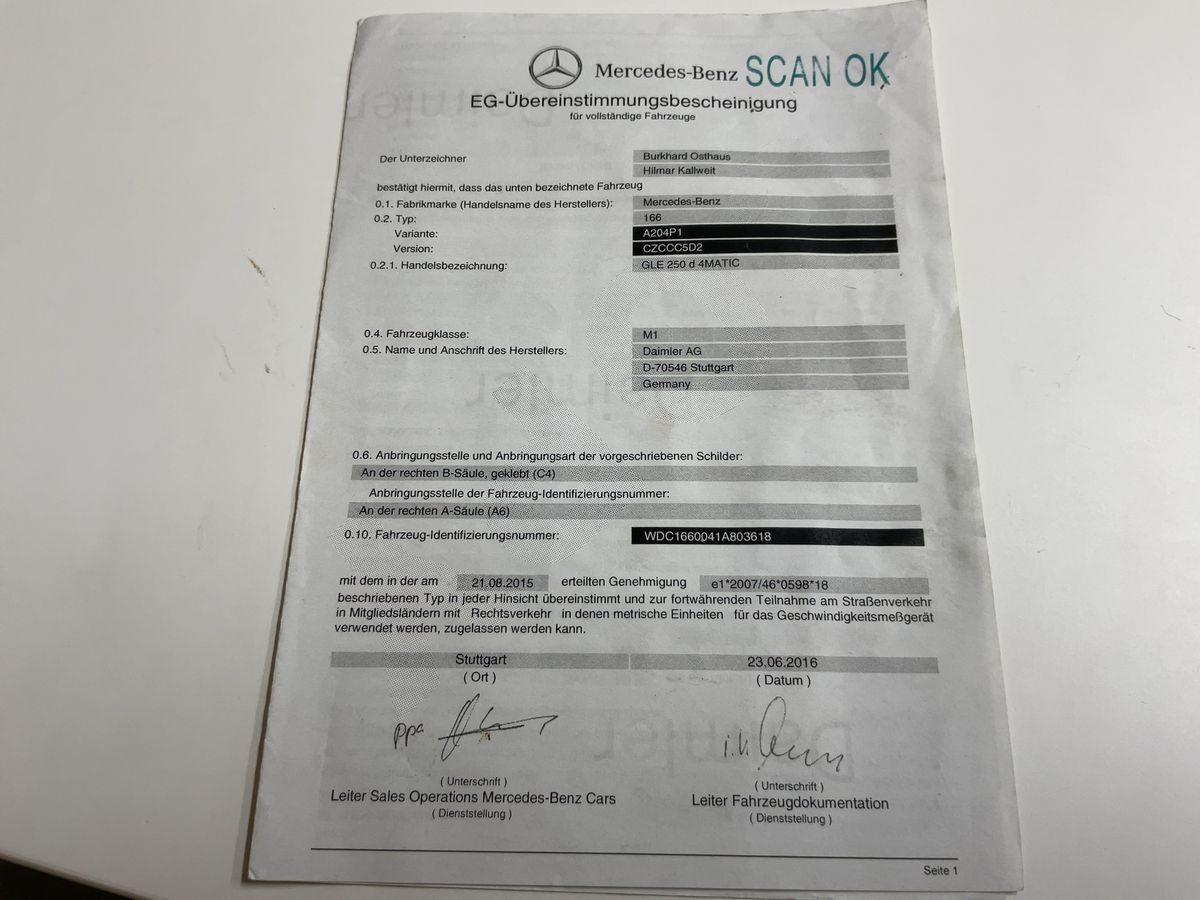 Mercedes-Benz SCAN OK
EG-Übereinstimmungsbescheinigung
für vollständige Fahrzeuge
Der Unterzeichner Burkhard Osthaus
Hilmar Kallweit
bestätigt hiermit, dass das unten bezeichnete Fahrzeug
0.1. Fabrikmarke (Handelsname des Herstellers): Mercedes-Benz
0.2. Typ: 166
Variante: A204P1
Version: CZCCC5D2
0.2.1. Handelsbezeichnung: GLE 250 d 4MATIC
0.4. Fahrzeugklasse: M1
0.5. Name und Anschrift des Herstellers: Daimler AG
D-70546 Stuttgart
Germany
0.6. Anbringungsstelle und Anbringungsart der vorgeschriebenen Schilder:
An der rechten B-Säule, geklebt (C4)
Anbringungsstelle der Fahrzeug-Identifizierungsnummer:
An der rechten A-Säule (A6)
0.10. Fahrzeug-Identifizierungsnummer: WDC1660041A803618
mit dem in der am 21.08.2015 erteilten Genehmigung e1*2007/46*0598*18
beschriebenen Typ in jeder Hinsicht übereinstimmt und zur fortwährenden Teilnahme am Straßenverkehr
in Mitgliedsländern mit Rechtsverkehr in denen metrische Einheiten für das Geschwindigkeitsmeßgerät
verwendet werden, zugelassen werden kann.
Stuttgart 23.06.2016
( Ort ) ( Datum )
ppa i.V.
( Unterschrift ) ( Unterschrift )
Leiter Sales Operations Mercedes-Benz Cars Leiter Fahrzeugdokumentation
( Dienststellung ) ( Dienststellung )
Seite 1